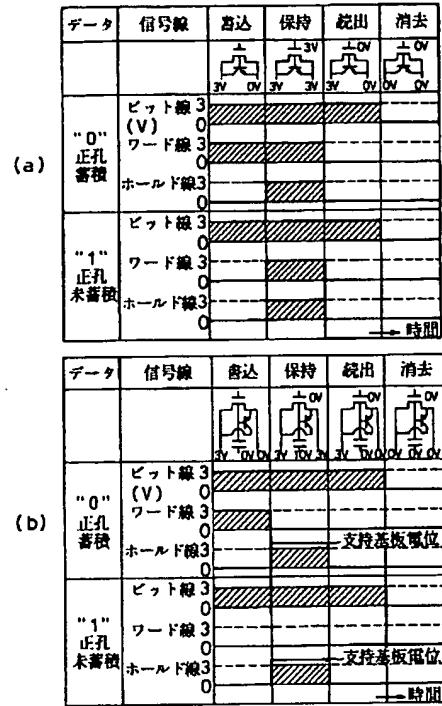 (a)
データ 信号線 書込 保持 続出 消去
3V 0V 0V
3V 0V 3V 3V 3V 0V 0V 0V
"0" 正孔 蓄積
ビット線 3
(V) 0
ワード線 3
0
ホールド線 3
0
"1" 正孔 未蓄積
ビット線 3
0
ワード線 3
0
ホールド線 3
0
→ 時間
(b)
データ 信号線 書込 保持 続出 消去
0V 0V 0V
"0" 正孔 蓄積
ビット線 3
(V) 0
ワード線 3
0
支持基板電位
ホールド線 3
0
"1" 正孔 未蓄積
ビット線 3
0
ワード線 3
0
支持基板電位
ホールド線 3
0
→ 時間